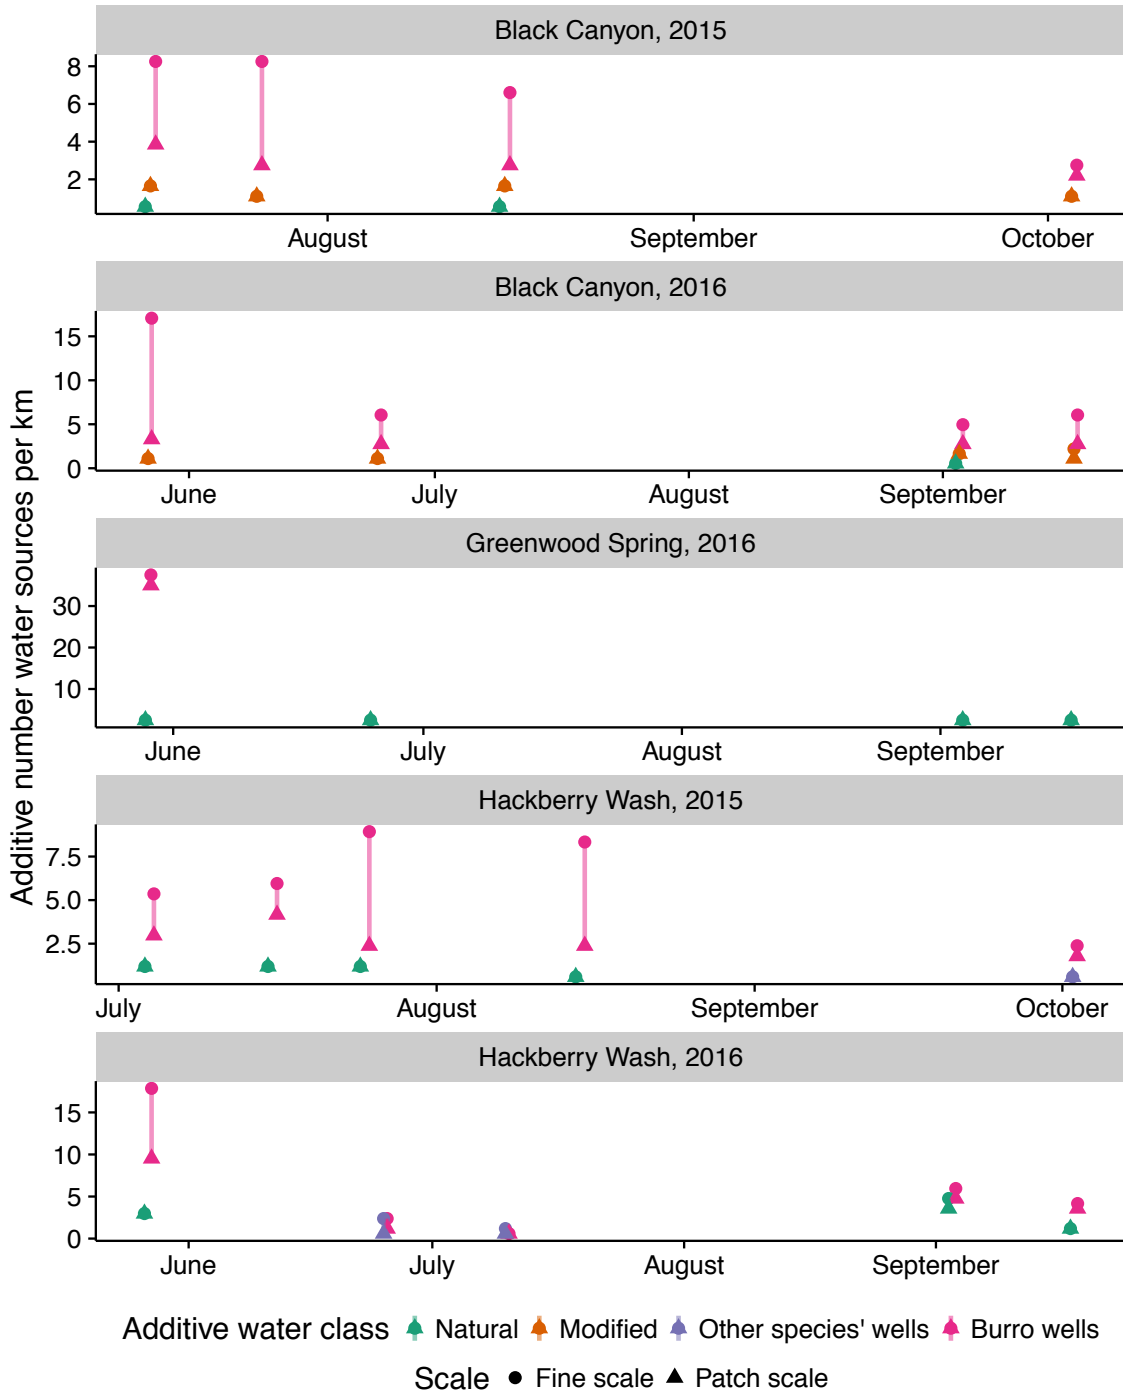 Black Canyon, 2015
8
6
4
2
August September October
Black Canyon, 2016
15
10
5
0
June July August September
Greenwood Spring, 2016
30
20
10
June July August September
Hackberry Wash, 2015
7.5
5.0
2.5
July August September October
Hackberry Wash, 2016
15
10
5
0
June July August September
Additive number water sources per km
Additive water class Natural Modified Other species' wells Burro wells
Scale Fine scale Patch scale